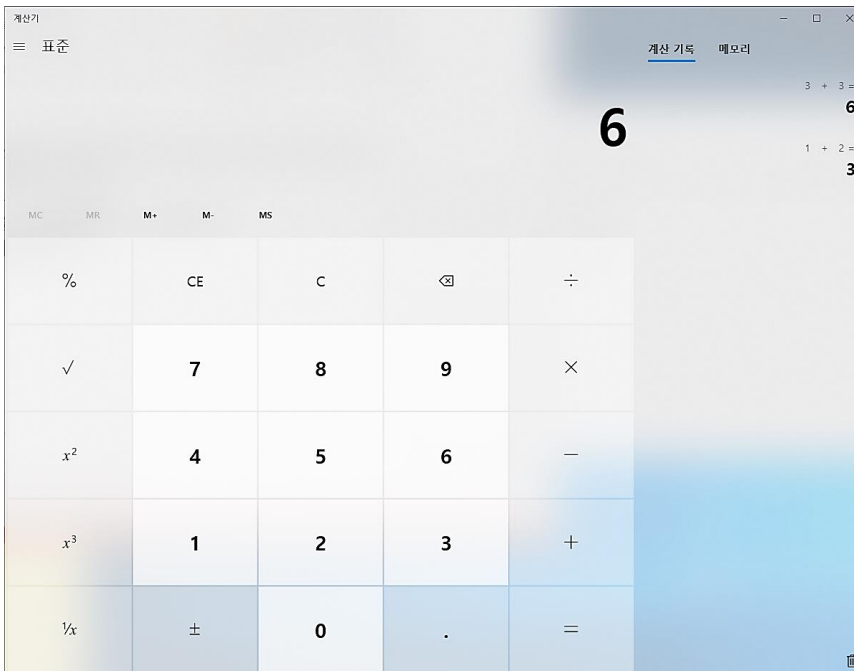 계산기
표준
계산 기록 메모리
3 + 3 =
6
6
1 + 2 =
3
MC MR M+ M- MS
% CE C ÷
√ 7 8 9 ×
x² 4 5 6 −
x³ 1 2 3 +
¹/x ± 0 . =